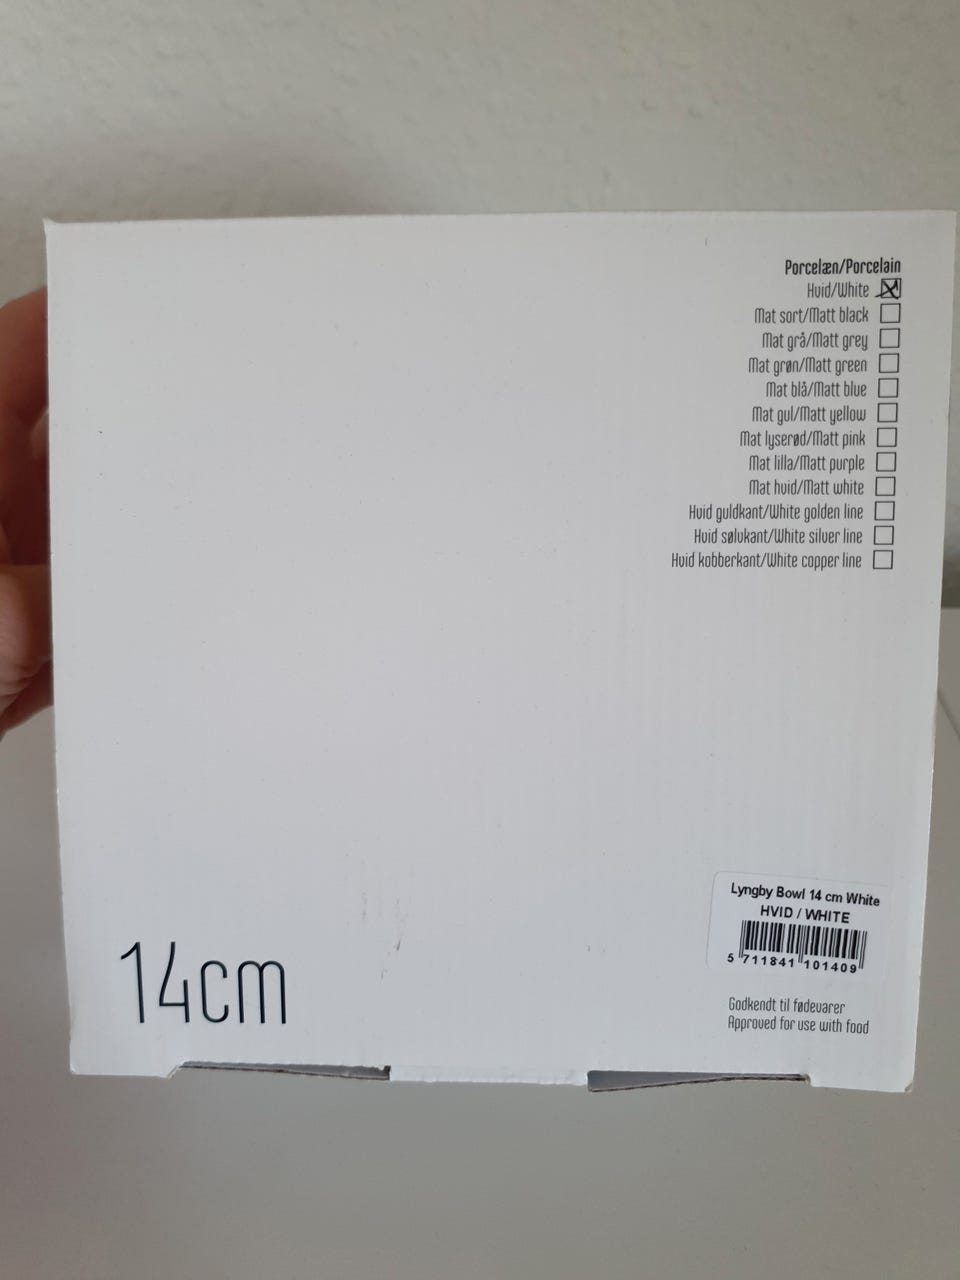 Porcelæn/Porcelain
Hvid/White
Mat sort/Matt black
Mat grå/Matt grey
Mat grøn/Matt green
Mat blå/Matt blue
Mat gul/Matt yellow
Mat lyserød/Matt pink
Mat lilla/Matt purple
Mat hvid/Matt white
Hvid guldkant/White golden line
Hvid sølvkant/White silver line
Hvid kobberkant/White copper line
Lyngby Bowl 14 cm White
HVID / WHITE
5 711841 101409
14cm
Godkendt til fødevarer
Approved for use with food